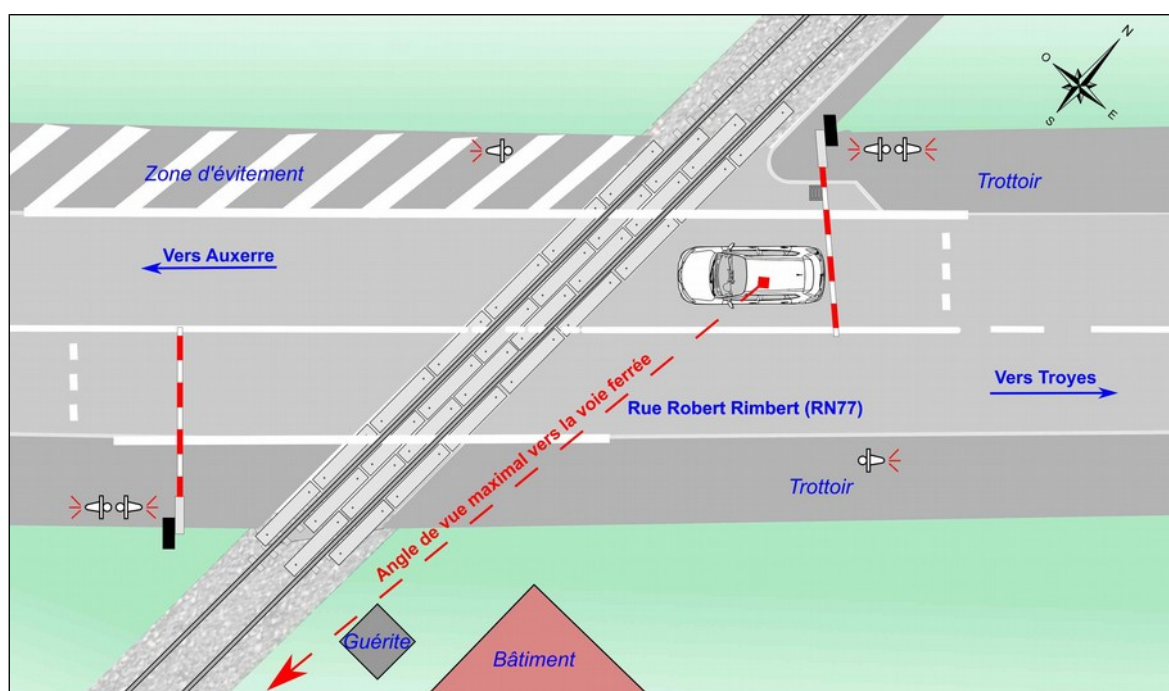 N
O
E
S
Zone d'évitement
Trottoir
Vers Auxerre
Angle de vue maximal vers la voie ferrée
Vers Troyes
Rue Robert Rimbert (RN77)
Trottoir
Guérite
Bâtiment